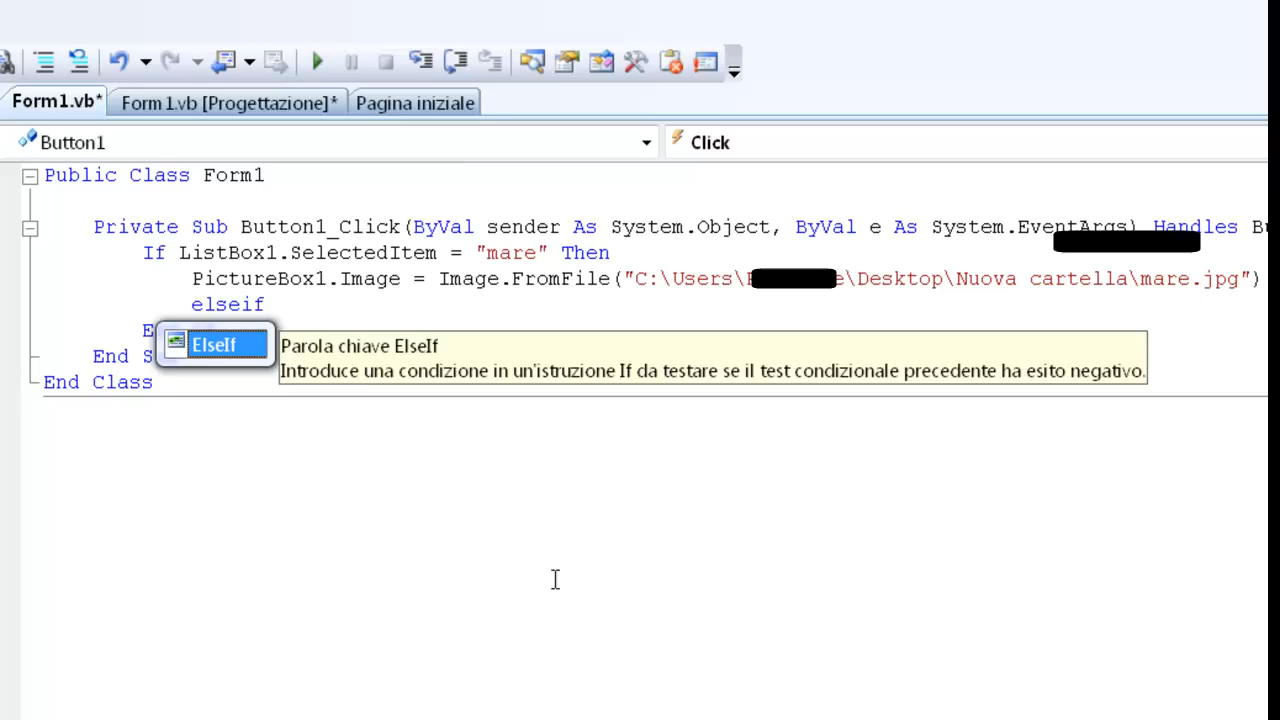 Form1.vb*
Form1.vb [Progettazione]*
Pagina iniziale
Button1
Click
Public Class Form1
Private Sub Button1_Click(ByVal sender As System.Object, ByVal e As System.EventArgs) Handles
If ListBox1.SelectedItem = "mare" Then
PictureBox1.Image = Image.FromFile("C:\Users\ e\Desktop\Nuova cartella\mare.jpg")
elseif
E
ElseIf
Parola chiave ElseIf
Introduce una condizione in un'istruzione If da testare se il test condizionale precedente ha esito negativo.
End S
End Class